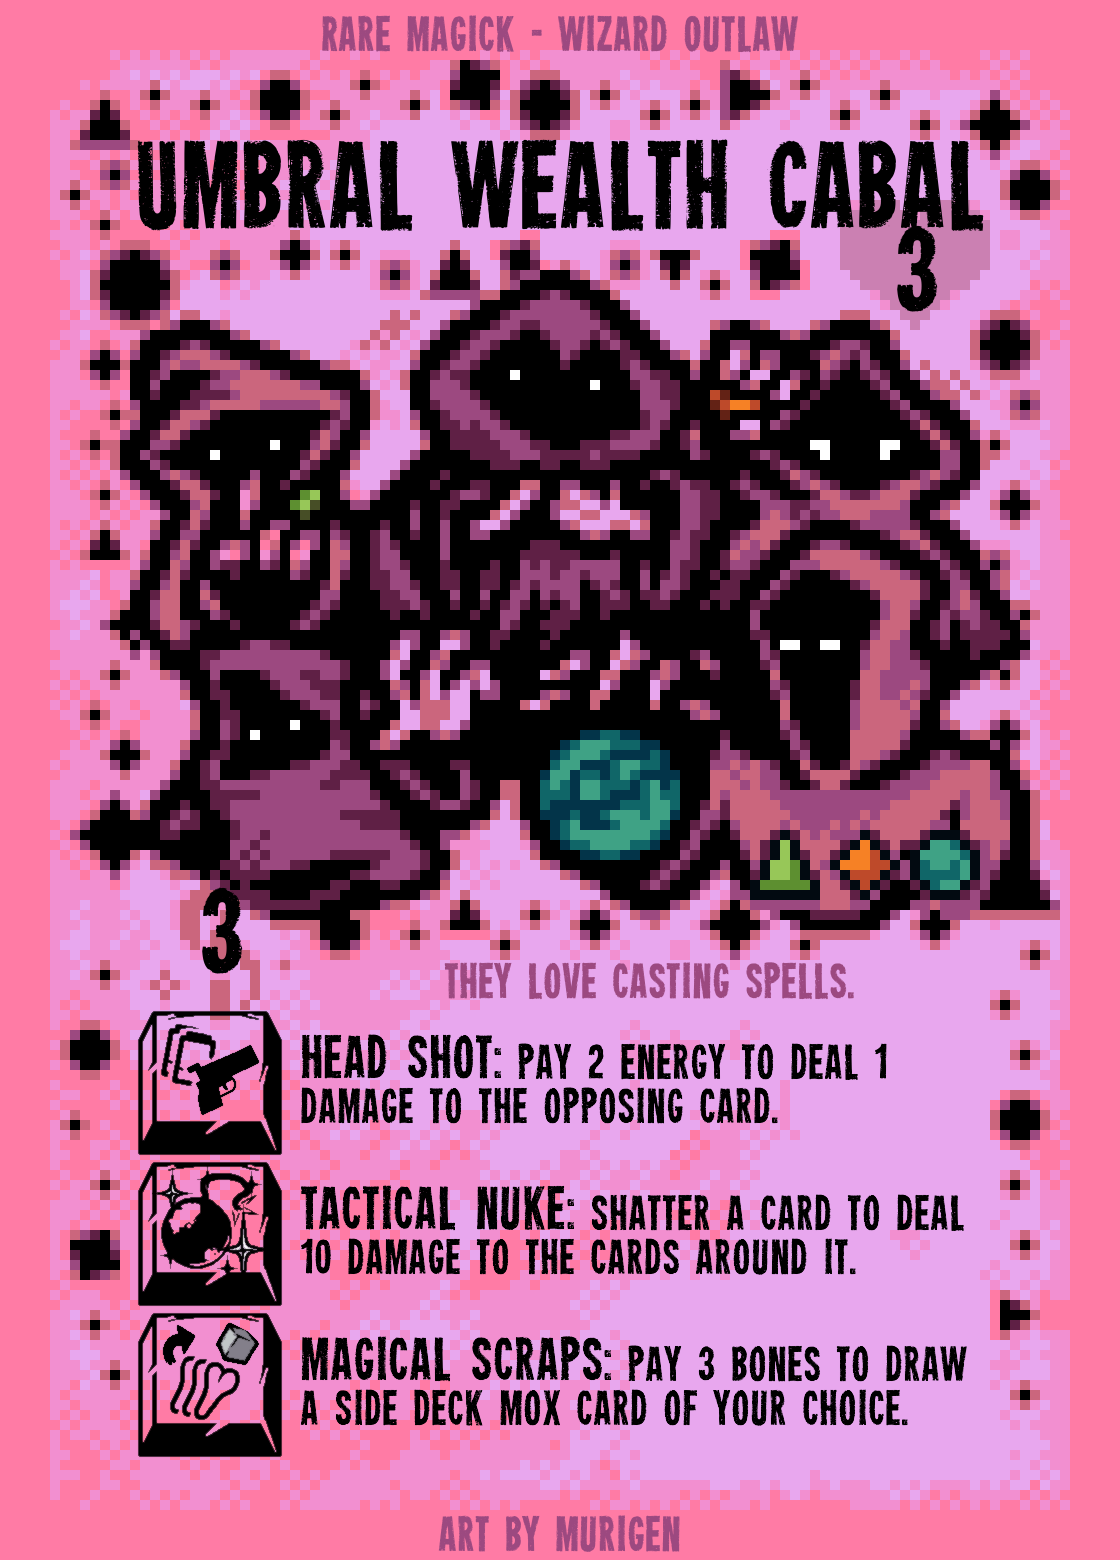 RARE MAGICK - WIZARD OUTLAW
UMBRAL WEALTH CABAL
3
3
THEY LOVE CASTING SPELLS.
HEAD SHOT: PAY 2 ENERGY TO DEAL 1
DAMAGE TO THE OPPOSING CARD.
TACTICAL NUKE: SHATTER A CARD TO DEAL
10 DAMAGE TO THE CARDS AROUND IT.
MAGICAL SCRAPS: PAY 3 BONES TO DRAW
A SIDE DECK MOX CARD OF YOUR CHOICE.
ART BY MURIGEN